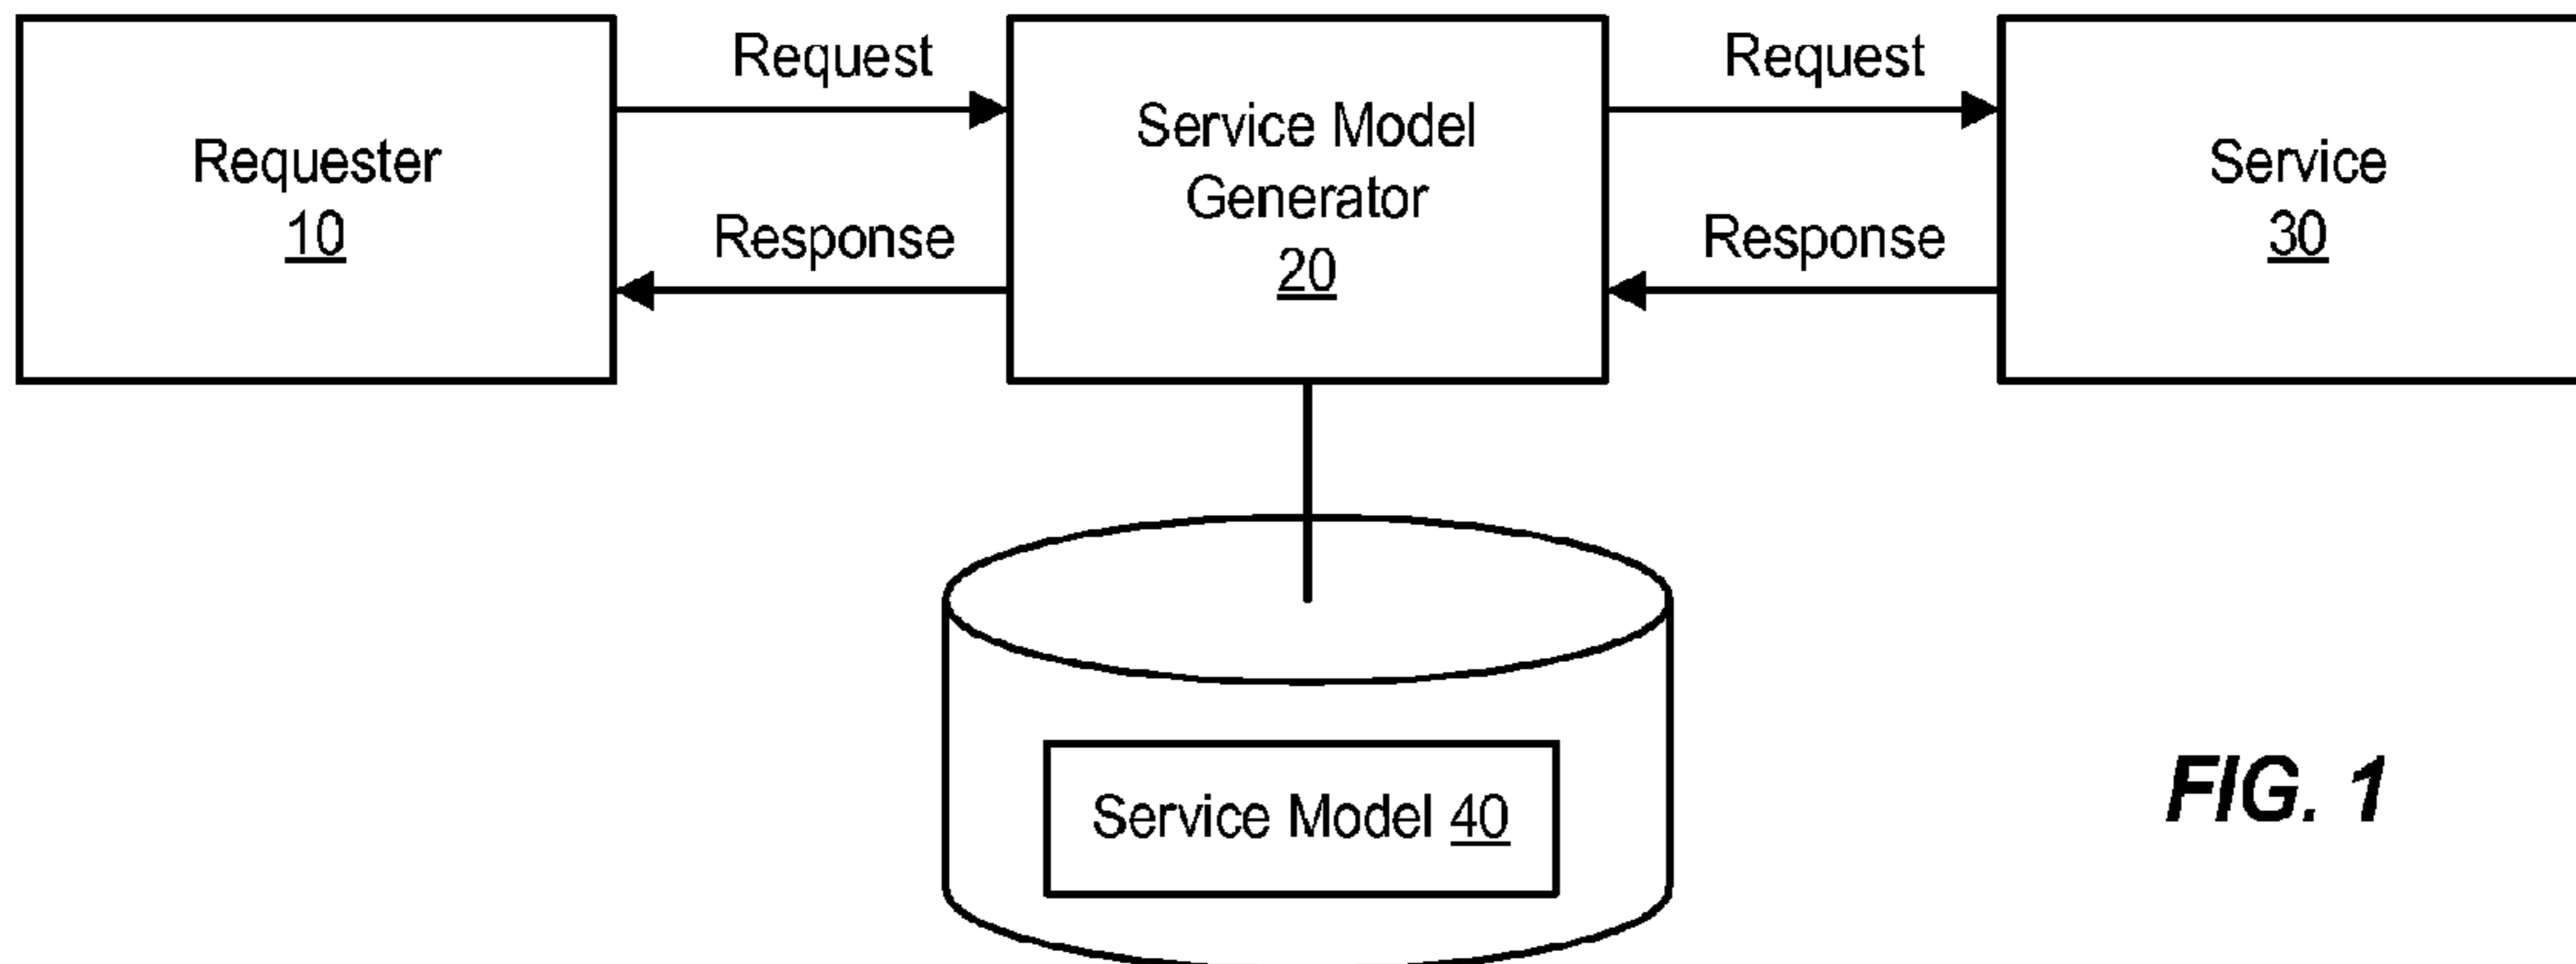 Request
Request
Requester
10
Service Model
Generator
20
Service
30
Response
Response
Service Model 40
FIG. 1